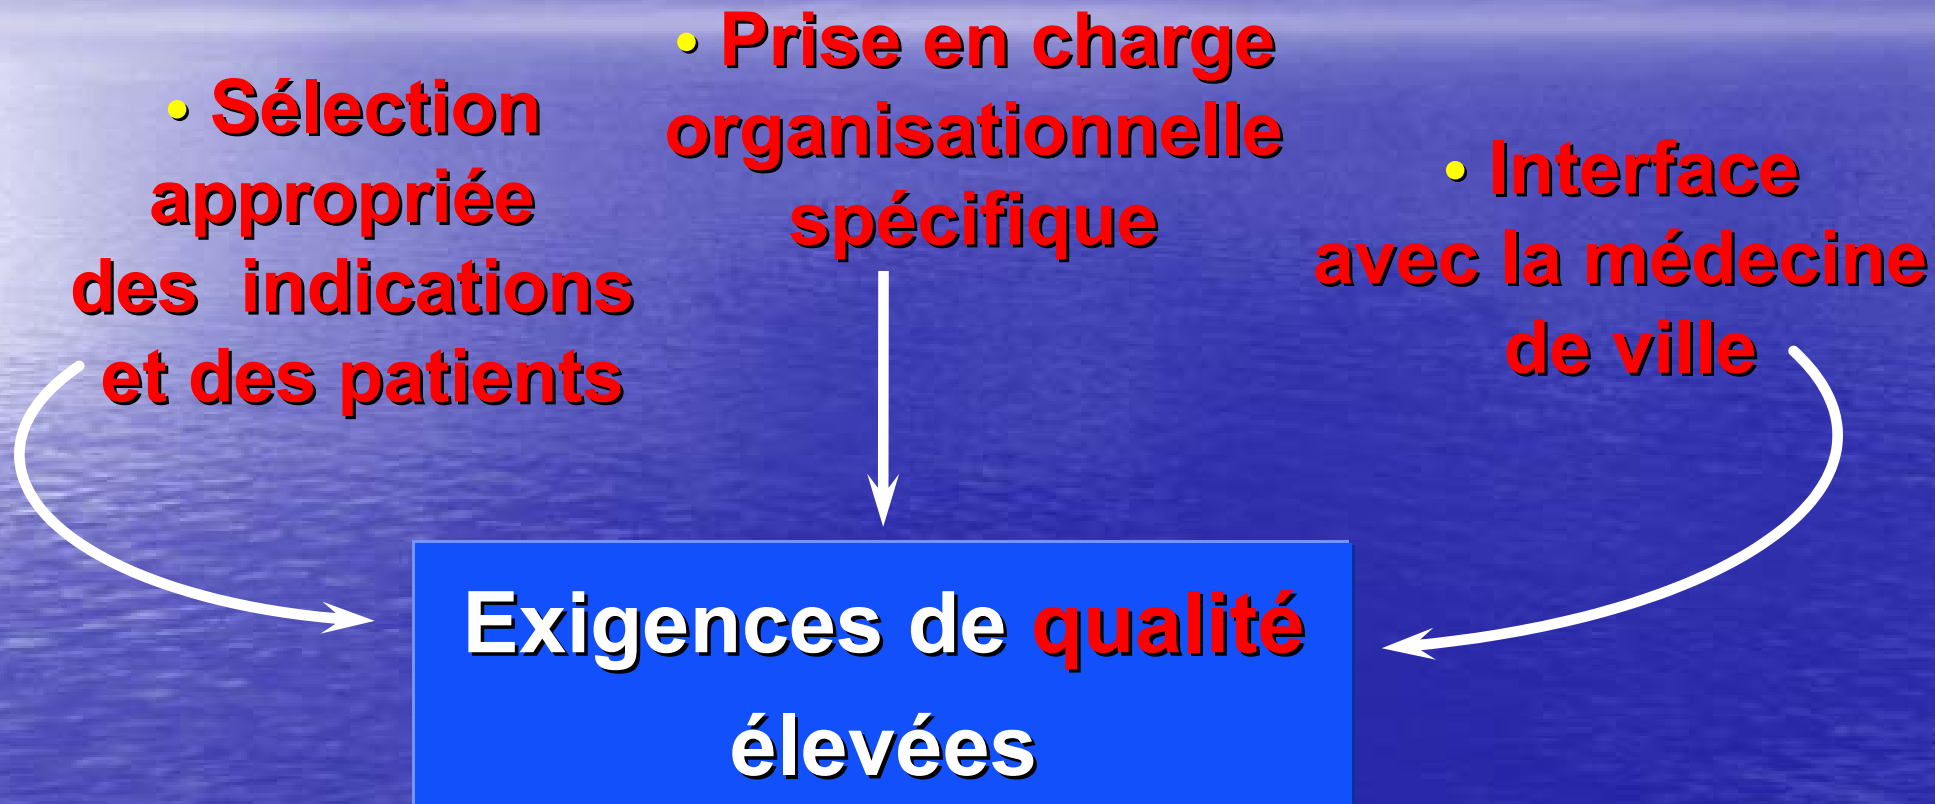 • Sélection
appropriée
des indications
et des patients
• Prise en charge
organisationnelle
spécifique
• Interface
avec la médecine
de ville
Exigences de qualité
élevées